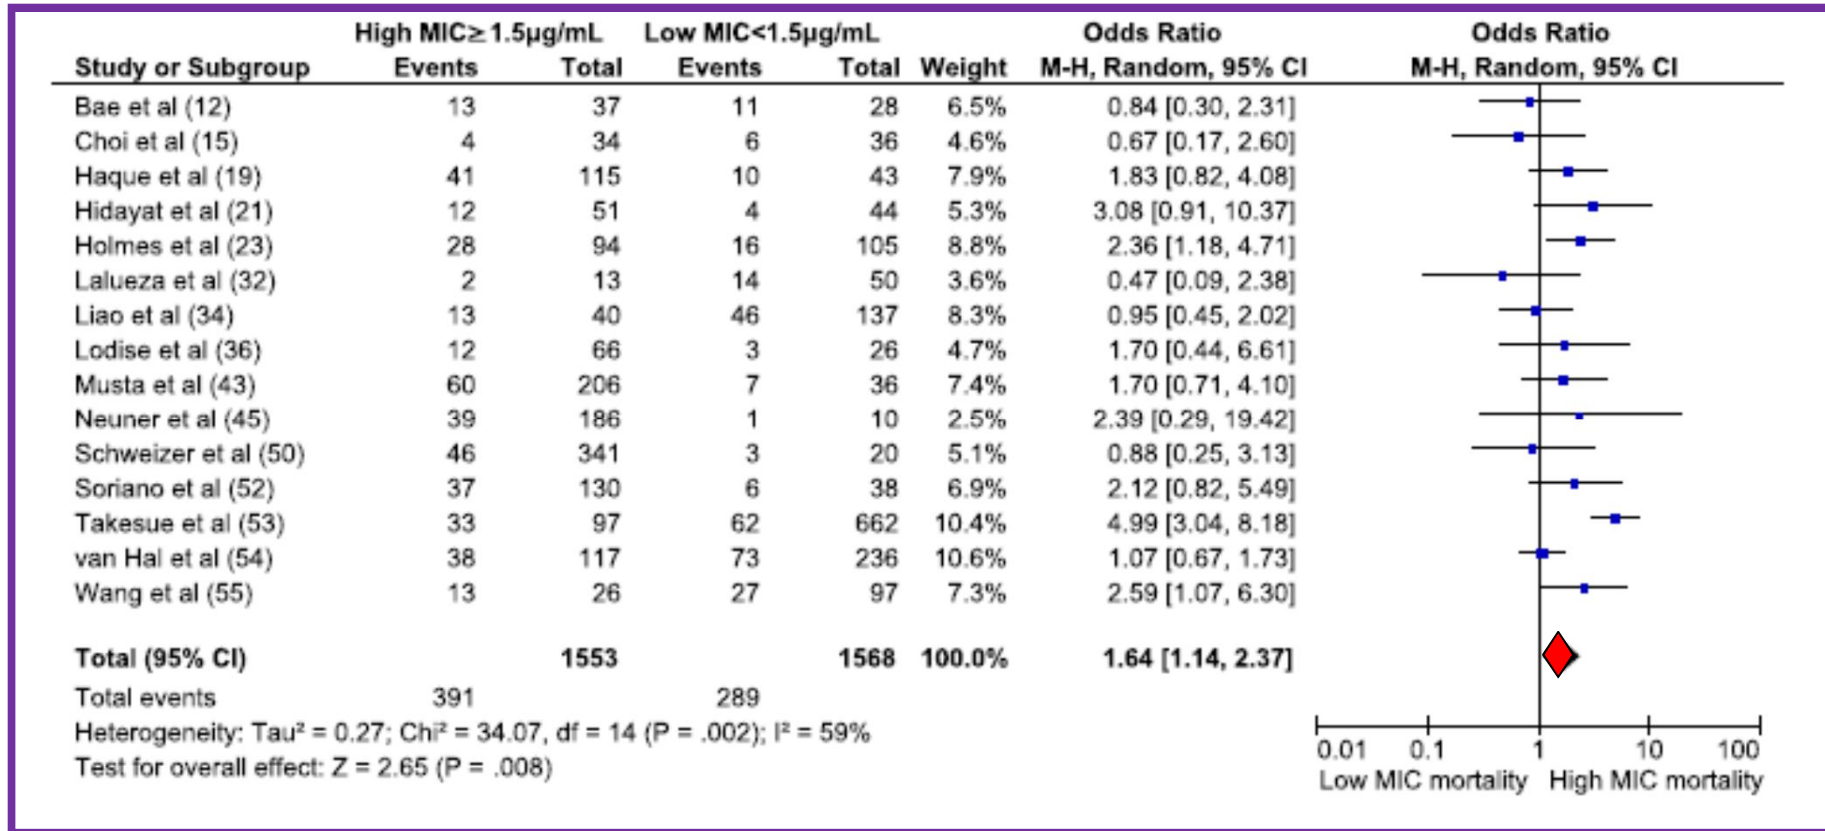 High MIC≥1.5µg/mL Low MIC<1.5µg/mL Odds Ratio Odds Ratio
Study or Subgroup Events Total Events Total Weight M-H, Random, 95% CI M-H, Random, 95% CI
Bae et al (12) 13 37 11 28 6.5% 0.84 [0.30, 2.31]
Choi et al (15) 4 34 6 36 4.6% 0.67 [0.17, 2.60]
Haque et al (19) 41 115 10 43 7.9% 1.83 [0.82, 4.08]
Hidayat et al (21) 12 51 4 44 5.3% 3.08 [0.91, 10.37]
Holmes et al (23) 28 94 16 105 8.8% 2.36 [1.18, 4.71]
Lalueza et al (32) 2 13 14 50 3.6% 0.47 [0.09, 2.38]
Liao et al (34) 13 40 46 137 8.3% 0.95 [0.45, 2.02]
Lodise et al (36) 12 66 3 26 4.7% 1.70 [0.44, 6.61]
Musta et al (43) 60 206 7 36 7.4% 1.70 [0.71, 4.10]
Neuner et al (45) 39 186 1 10 2.5% 2.39 [0.29, 19.42]
Schweizer et al (50) 46 341 3 20 5.1% 0.88 [0.25, 3.13]
Soriano et al (52) 37 130 6 38 6.9% 2.12 [0.82, 5.49]
Takesue et al (53) 33 97 62 662 10.4% 4.99 [3.04, 8.18]
van Hal et al (54) 38 117 73 236 10.6% 1.07 [0.67, 1.73]
Wang et al (55) 13 26 27 97 7.3% 2.59 [1.07, 6.30]
Total (95% CI) 1553 1568 100.0% 1.64 [1.14, 2.37]
Total events 391 289
Heterogeneity: Tau² = 0.27; Chi² = 34.07, df = 14 (P = .002); I² = 59%
Test for overall effect: Z = 2.65 (P = .008)
0.01 0.1 1 10 100
Low MIC mortality High MIC mortality